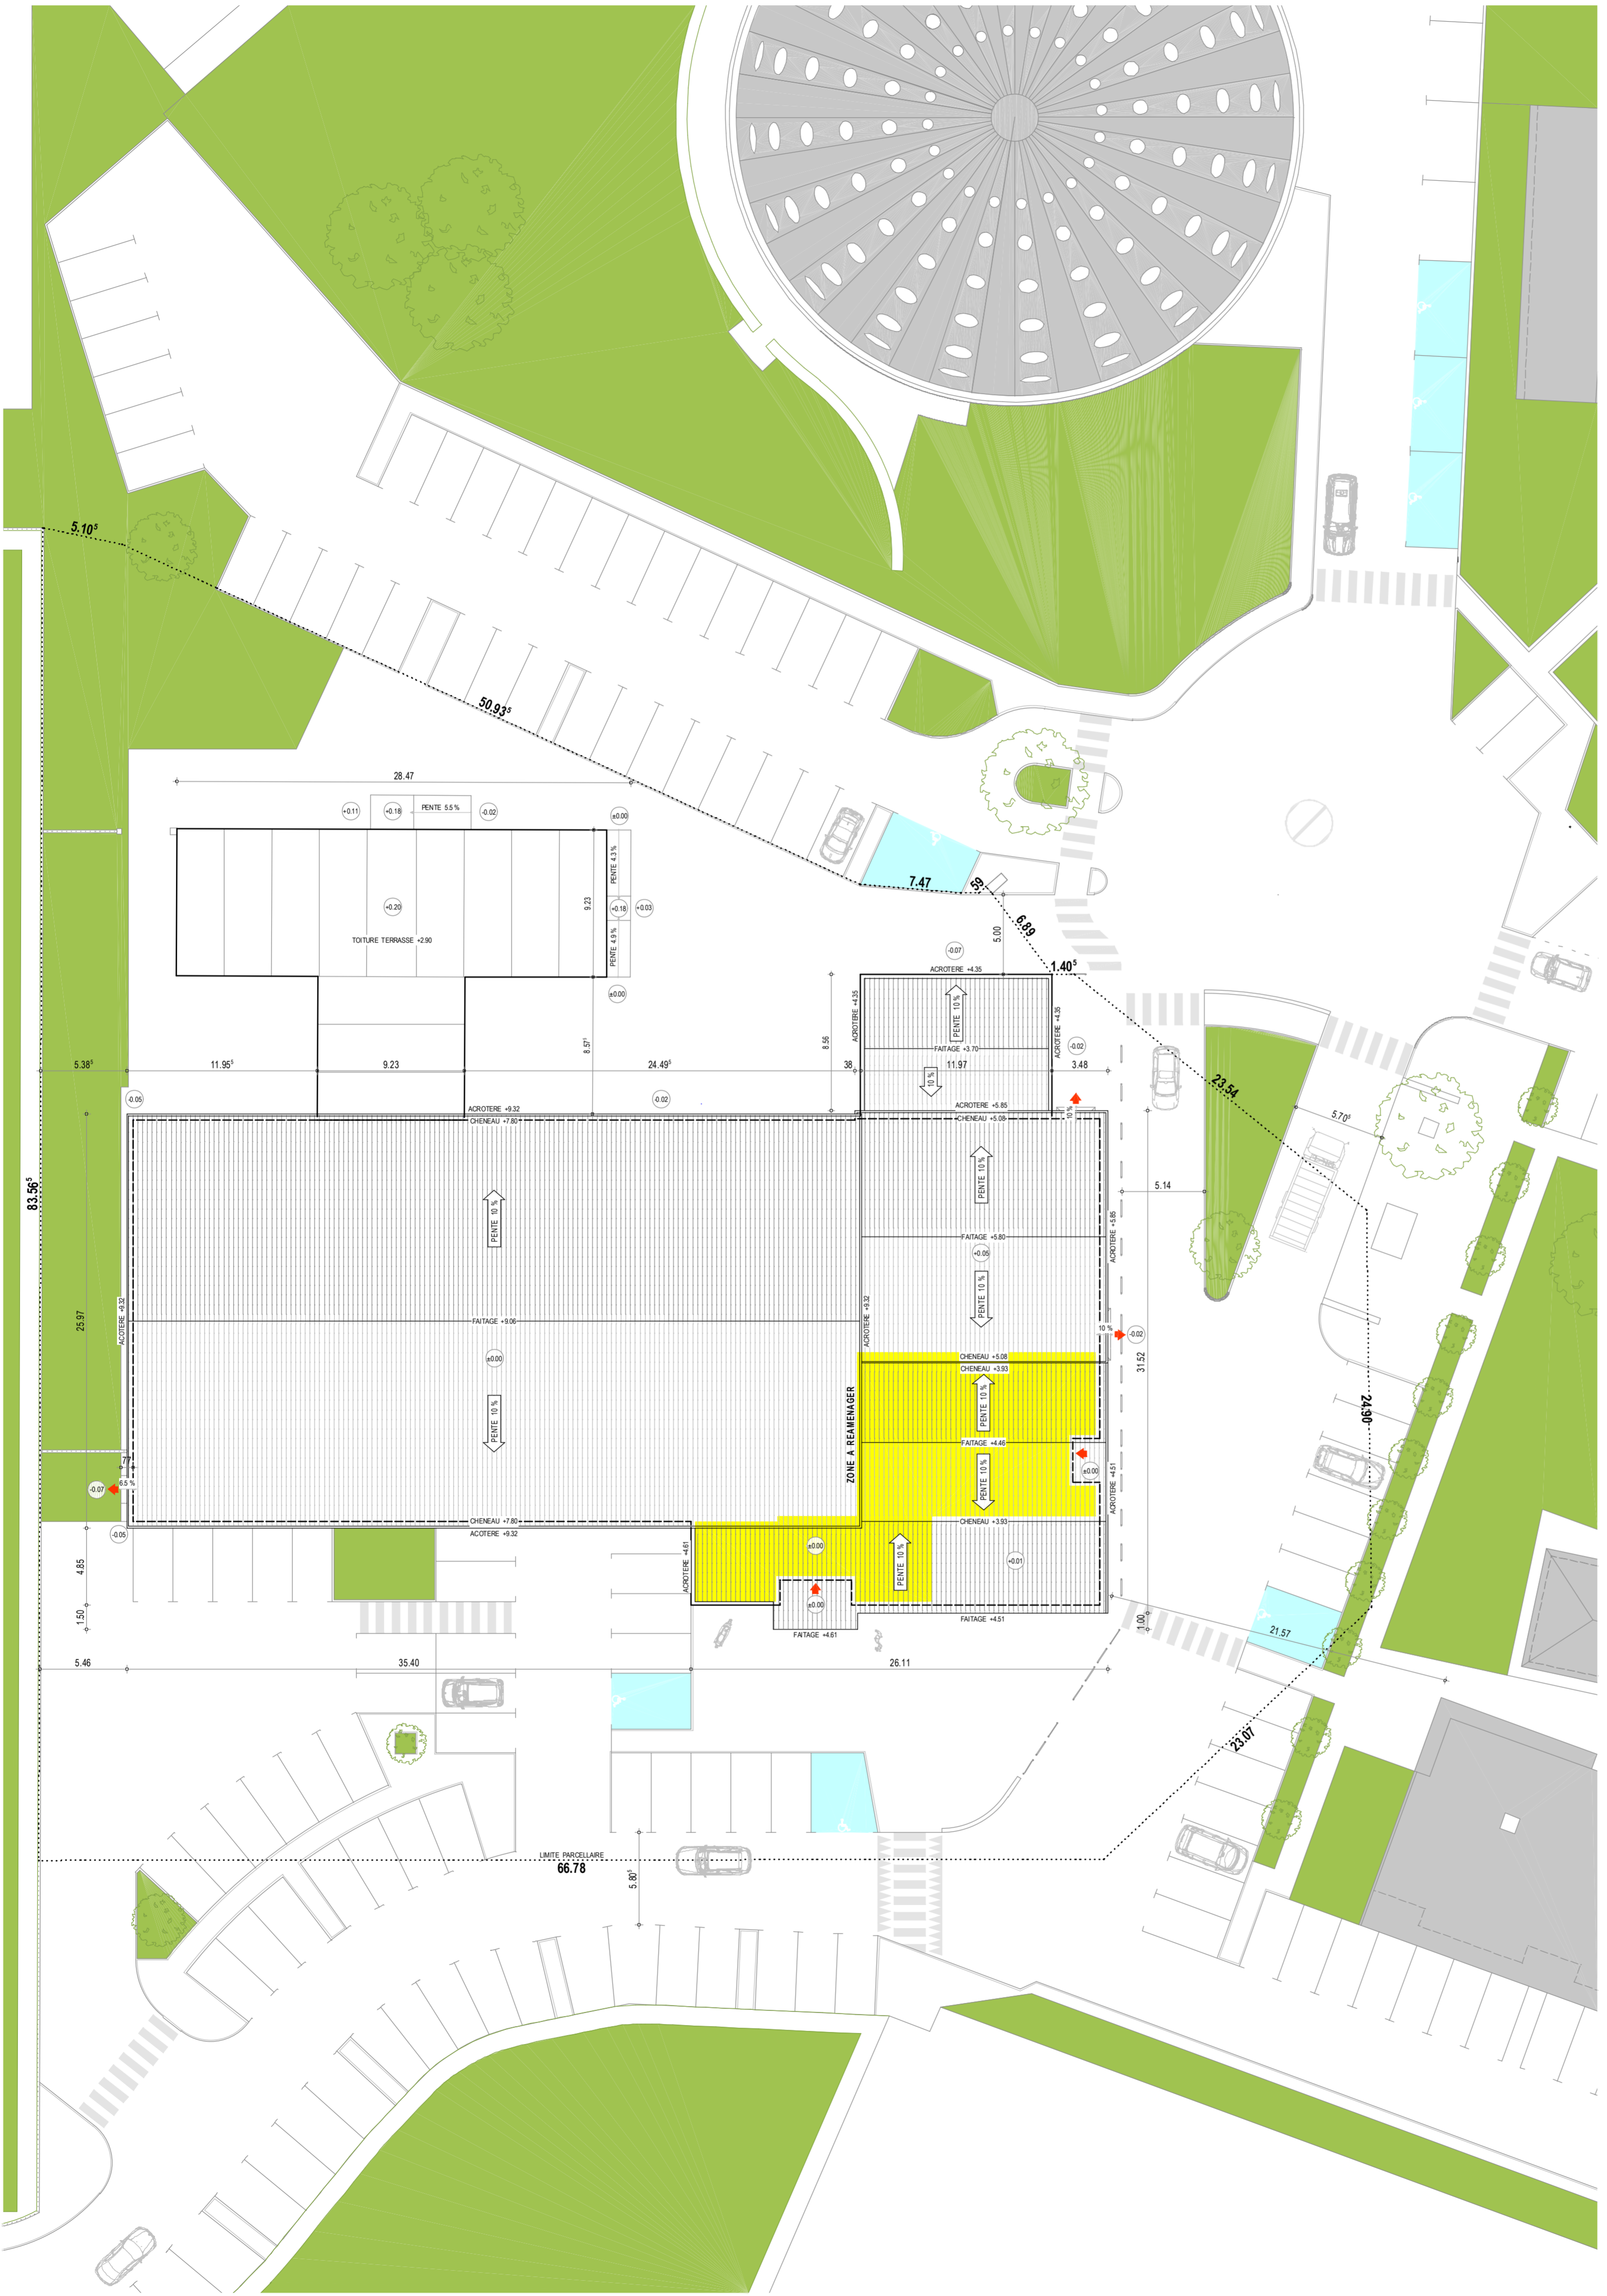 5.10⁵
50.93⁵
28.47
+0.11
+0.18
PENTE 5.5 %
-0.02
±0.00
PENTE 4.3 %
9.23
+0.20
+0.18
+0.03
TOITURE TERRASSE +2.90
PENTE 4.9 %
±0.00
7.47
59
6.89
5.00
-0.07
1.40⁵
ACROTERE +4.35
ACROTERE +4.35
PENTE 10 %
ACROTERE +4.35
8.56
8.57⁵
FAITAGE +3.70
-0.02
5.38⁵
11.95⁵
9.23
24.49⁵
38
11.97
3.48
10 %
23.54
5.70⁵
-0.05
-0.02
ACROTERE +9.32
CHENEAU +7.80
ACROTERE +5.85
CHENEAU +5.08
10 %
83.56⁵
PENTE 10 %
PENTE 10 %
5.14
ACROTERE +5.85
FAITAGE +5.80
+0.05
25.97
ACOTERE +9.32
FAITAGE +9.06
ACROTERE +9.32
PENTE 10 %
10 %
-0.02
31.52
±0.00
CHENEAU +5.08
CHENEAU +3.93
PENTE 10 %
ZONE A REAMENAGER
PENTE 10 %
24.90
FAITAGE +4.46
77
6.5 %
-0.07
PENTE 10 %
±0.00
ACROTERE +4.51
-0.05
CHENEAU +7.80
ACOTERE +9.32
CHENEAU +3.93
4.85
ACROTERE +4.61
±0.00
PENTE 10 %
+0.01
±0.00
1.50
FAITAGE +4.61
FAITAGE +4.51
1.00
21.57
5.46
35.40
26.11
23.07
LIMITE PARCELLAIRE
66.78
5.80⁵